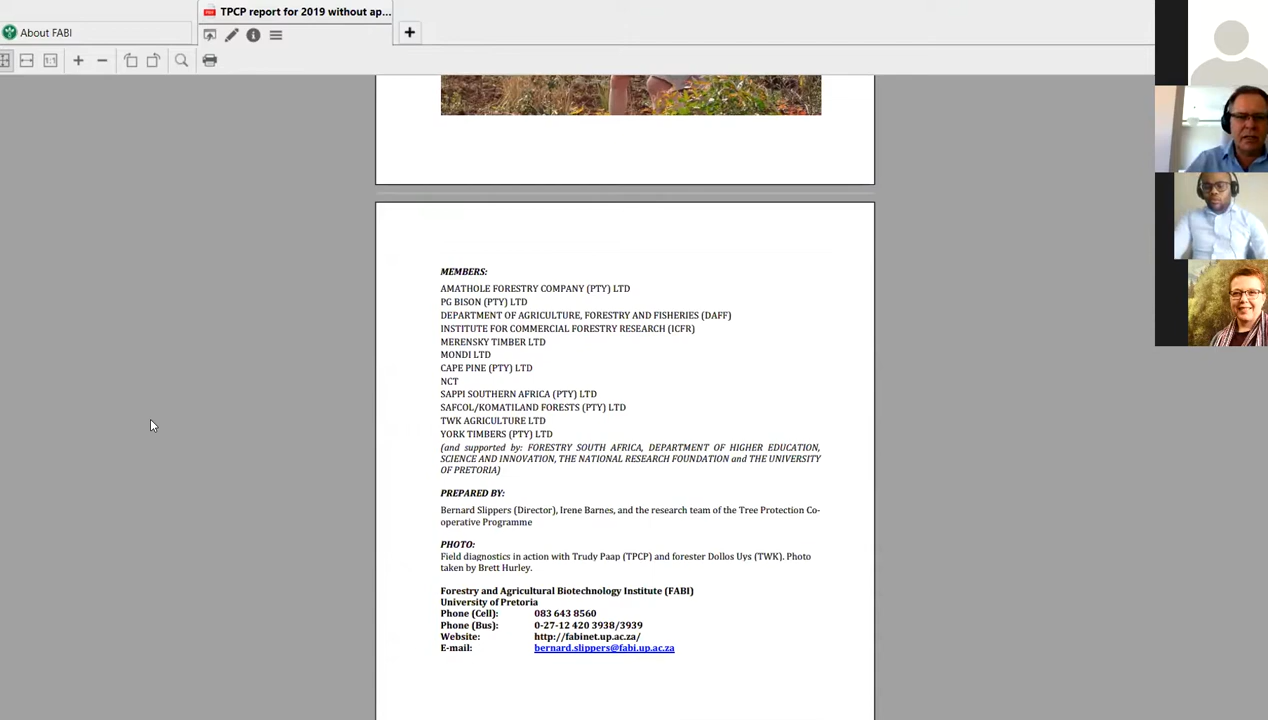 TPCP report for 2019 without ap...
About FABI
1:1
MEMBERS:
AMATHOLE FORESTRY COMPANY (PTY) LTD
PG BISON (PTY) LTD
DEPARTMENT OF AGRICULTURE, FORESTRY AND FISHERIES (DAFF)
INSTITUTE FOR COMMERCIAL FORESTRY RESEARCH (ICFR)
MERENSKY TIMBER LTD
MONDI LTD
CAPE PINE (PTY) LTD
NCT
SAPPI SOUTHERN AFRICA (PTY) LTD
SAFCOL/KOMATILAND FORESTS (PTY) LTD
TWK AGRICULTURE LTD
YORK TIMBERS (PTY) LTD
(and supported by: FORESTRY SOUTH AFRICA, DEPARTMENT OF HIGHER EDUCATION,
SCIENCE AND INNOVATION, THE NATIONAL RESEARCH FOUNDATION and THE UNIVERSITY
OF PRETORIA)
PREPARED BY:
Bernard Slippers (Director), Irene Barnes, and the research team of the Tree Protection Co-
operative Programme
PHOTO:
Field diagnostics in action with Trudy Paap (TPCP) and forester Dollos Uys (TWK). Photo
taken by Brett Hurley.
Forestry and Agricultural Biotechnology Institute (FABI)
University of Pretoria
Phone (Cell): 083 643 8560
Phone (Bus): 0-27-12 420 3938/3939
Website: http://fabinet.up.ac.za/
E-mail: bernard.slippers@fabi.up.ac.za